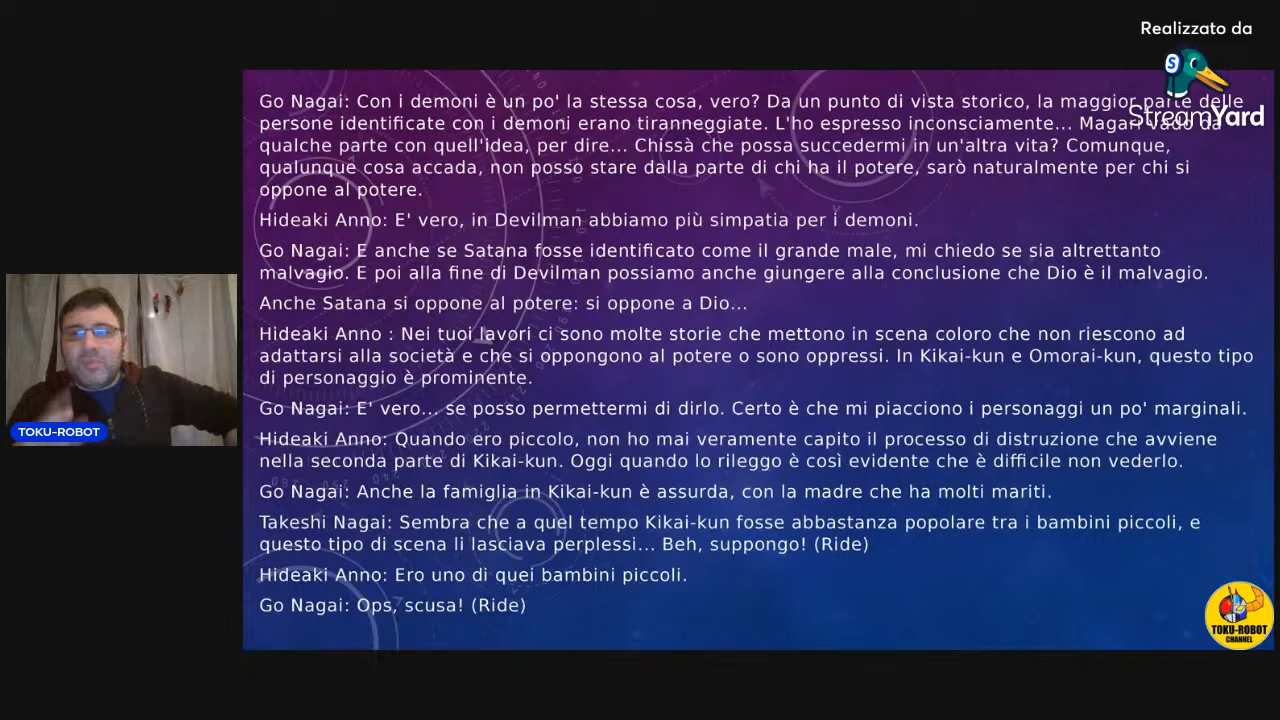 Realizzato da
StreamYard
Go Nagai: Con i demoni è un po' la stessa cosa, vero? Da un punto di vista storico, la maggior parte delle
persone identificate con i demoni erano tiranneggiate. L'ho espresso inconsciamente... Magari vado da
qualche parte con quell'idea, per dire... Chissà che possa succedermi in un'altra vita? Comunque,
qualunque cosa accada, non posso stare dalla parte di chi ha il potere, sarò naturalmente per chi si
oppone al potere.
Hideaki Anno: E' vero, in Devilman abbiamo più simpatia per i demoni.
Go Nagai: E anche se Satana fosse identificato come il grande male, mi chiedo se sia altrettanto
malvagio. E poi alla fine di Devilman possiamo anche giungere alla conclusione che Dio è il malvagio.
Anche Satana si oppone al potere: si oppone a Dio...
Hideaki Anno : Nei tuoi lavori ci sono molte storie che mettono in scena coloro che non riescono ad
adattarsi alla società e che si oppongono al potere o sono oppressi. In Kikai-kun e Omorai-kun, questo tipo
di personaggio è prominente.
Go Nagai: E' vero... se posso permettermi di dirlo. Certo è che mi piacciono i personaggi un po' marginali.
Hideaki Anno: Quando ero piccolo, non ho mai veramente capito il processo di distruzione che avviene
nella seconda parte di Kikai-kun. Oggi quando lo rileggo è così evidente che è difficile non vederlo.
Go Nagai: Anche la famiglia in Kikai-kun è assurda, con la madre che ha molti mariti.
Takeshi Nagai: Sembra che a quel tempo Kikai-kun fosse abbastanza popolare tra i bambini piccoli, e
questo tipo di scena li lasciava perplessi... Beh, suppongo! (Ride)
Hideaki Anno: Ero uno di quei bambini piccoli.
Go Nagai: Ops, scusa! (Ride)
TOKU-ROBOT
TOKU-ROBOT
CHANNEL